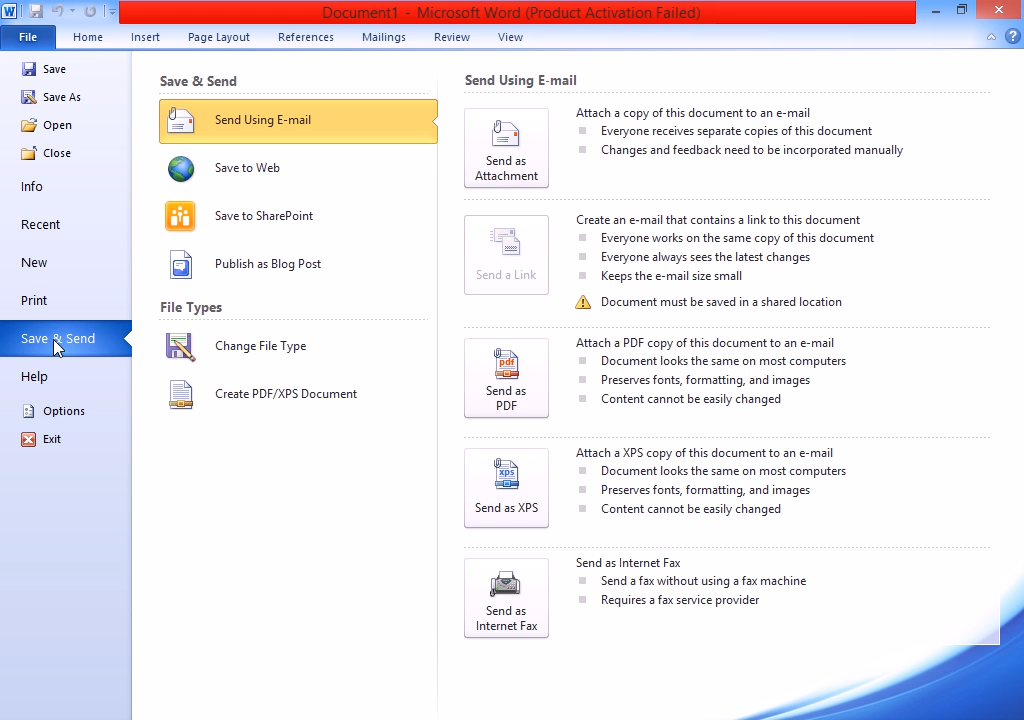 Document1 - Microsoft Word (Product Activation Failed)
File Home Insert Page Layout References Mailings Review View
Save
Save As
Open
Close
Info
Recent
New
Print
Save & Send
Help
Options
Exit
Save & Send
Send Using E-mail
Save to Web
Save to SharePoint
Publish as Blog Post
File Types
Change File Type
Create PDF/XPS Document
Send Using E-mail
Send as
Attachment
Attach a copy of this document to an e-mail
Everyone receives separate copies of this document
Changes and feedback need to be incorporated manually
Send a Link
Create an e-mail that contains a link to this document
Everyone works on the same copy of this document
Everyone always sees the latest changes
Keeps the e-mail size small
Document must be saved in a shared location
pdf
Send as
PDF
Attach a PDF copy of this document to an e-mail
Document looks the same on most computers
Preserves fonts, formatting, and images
Content cannot be easily changed
xps
Send as XPS
Attach a XPS copy of this document to an e-mail
Document looks the same on most computers
Preserves fonts, formatting, and images
Content cannot be easily changed
Send as
Internet Fax
Send as Internet Fax
Send a fax without using a fax machine
Requires a fax service provider